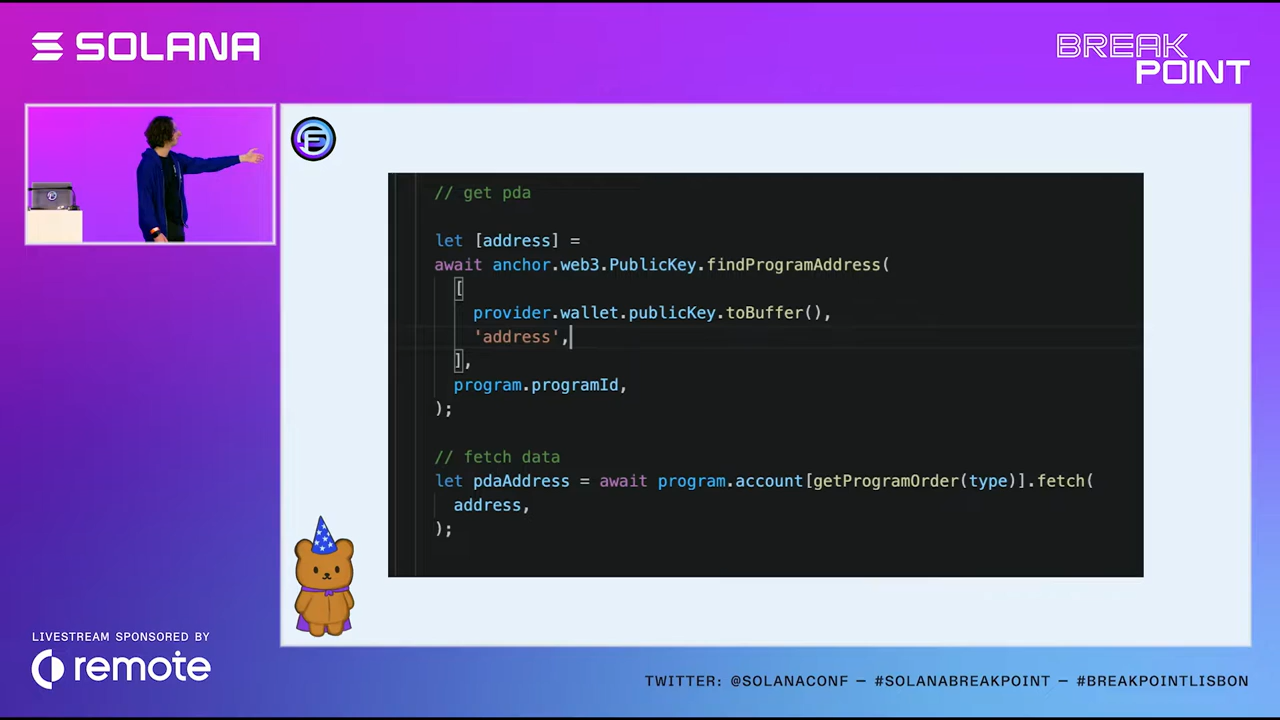 SOLANA
BREAK
POINT
// get pda
let [address] =
await anchor.web3.PublicKey.findProgramAddress(
[
provider.wallet.publicKey.toBuffer(),
'address',
],
program.programId,
);
// fetch data
let pdaAddress = await program.account[getProgramOrder(type)].fetch(
address,
);
LIVESTREAM SPONSORED BY
remote
TWITTER: @SOLANACONF — #SOLANABREAKPOINT — #BREAKPOINTLISBON